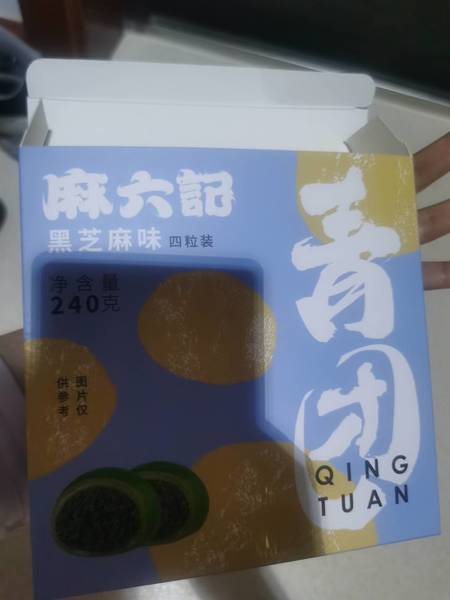 麻六記
黑芝麻味 四粒装
净含量
240克
图片仅
供参考
青团
QING
TUAN